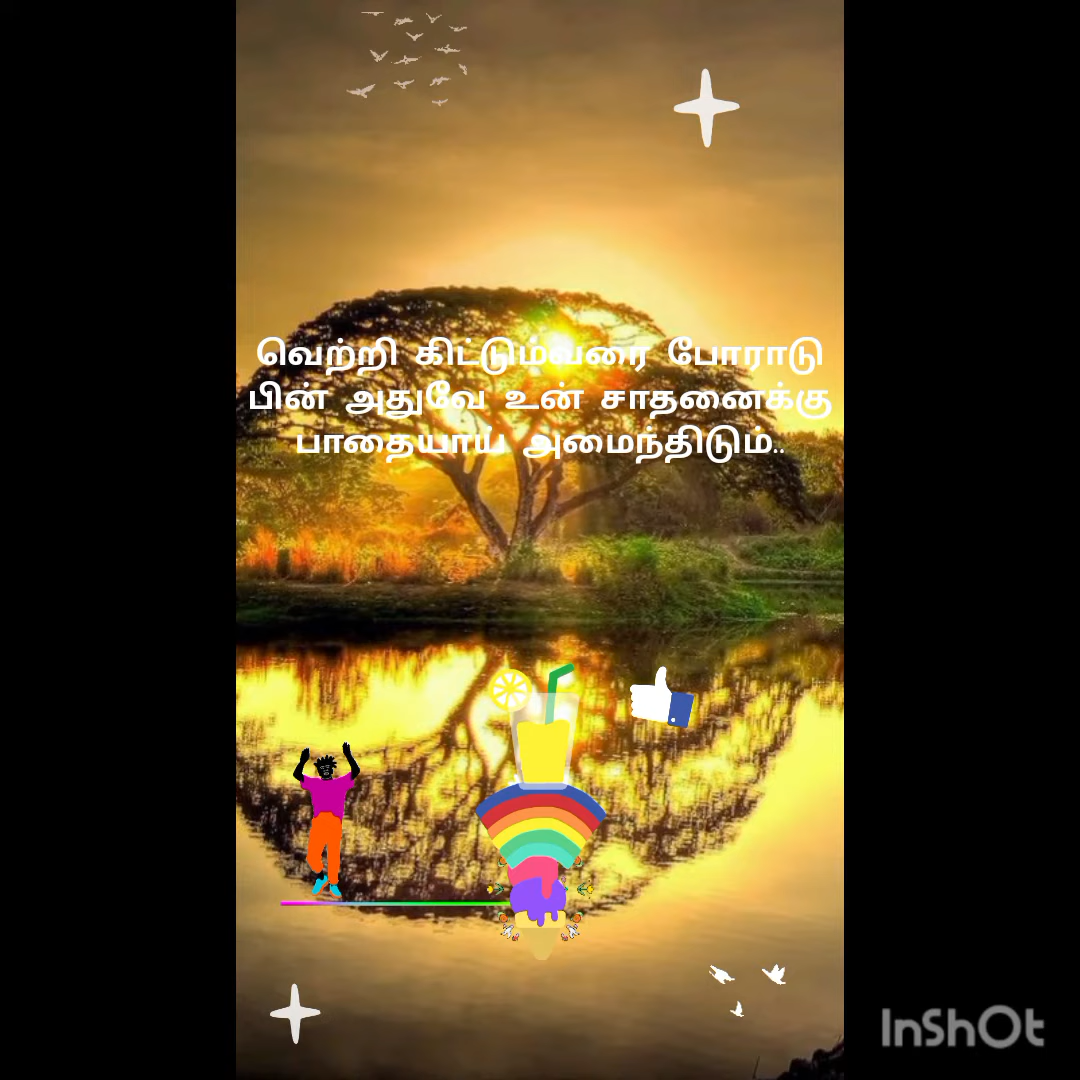 வெற்றி கிட்டும்வரை போராடு
பின் அதுவே உன் சாதனைக்கு
பாதையாய் அமைந்திடும்..
InShOt